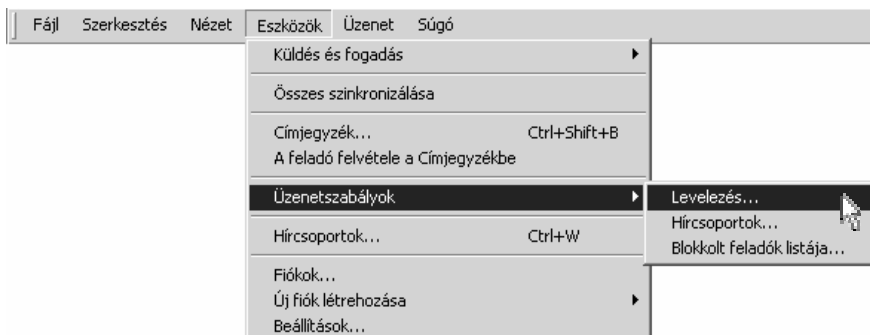 Fájl Szerkesztés Nézet Eszközök Üzenet Súgó
Küldés és fogadás
Összes szinkronizálása
Címjegyzék... Ctrl+Shift+B
A feladó felvétele a Címjegyzékbe
Üzenetszabályok
Levelezés...
Hírcsoportok...
Blokkolt feladók listája...
Hírcsoportok... Ctrl+W
Fiókok...
Új fiók létrehozása
Beállítások...